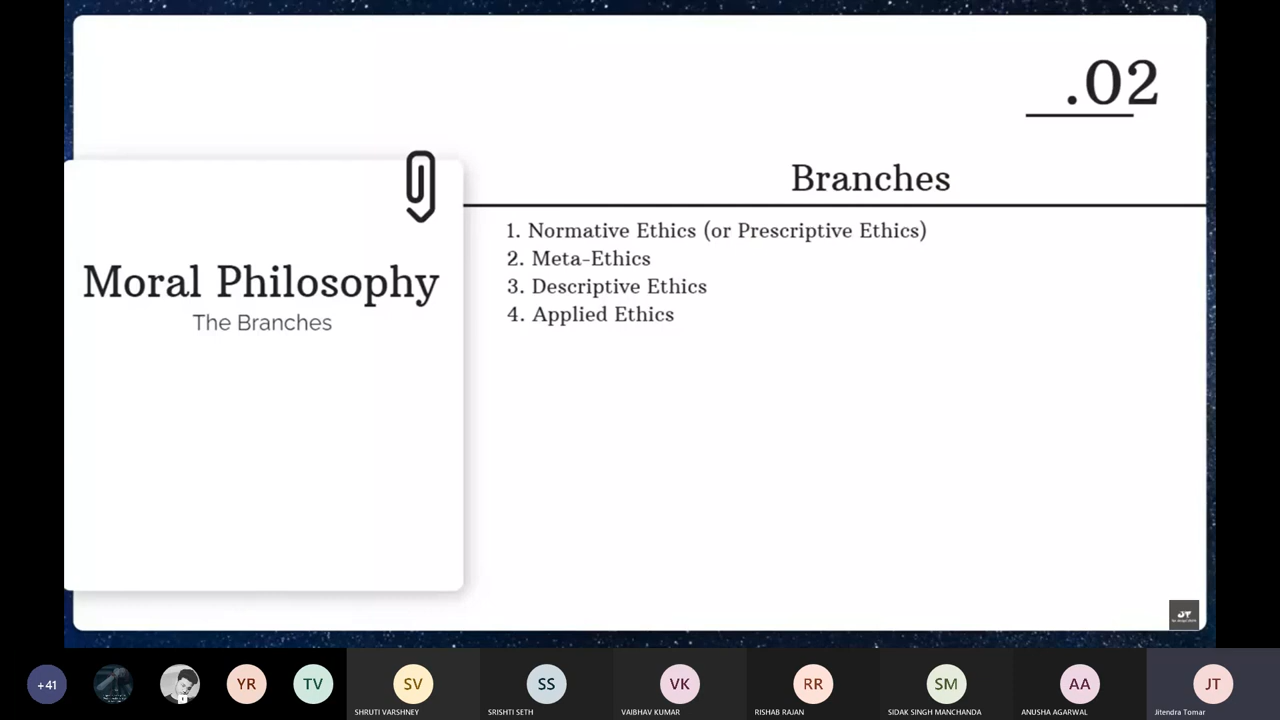 .02
Branches
Moral Philosophy
The Branches
1. Normative Ethics (or Prescriptive Ethics)
2. Meta-Ethics
3. Descriptive Ethics
4. Applied Ethics
JT
+41
YR
TV
SV
SS
VK
RR
SM
AA
JT
SHRUTI VARSHNEY
SRISHTI SETH
VAIBHAV KUMAR
RISHAB RAJAN
SIDAK SINGH MANCHANDA
ANUSHA AGARWAL
Jitendra Tomar